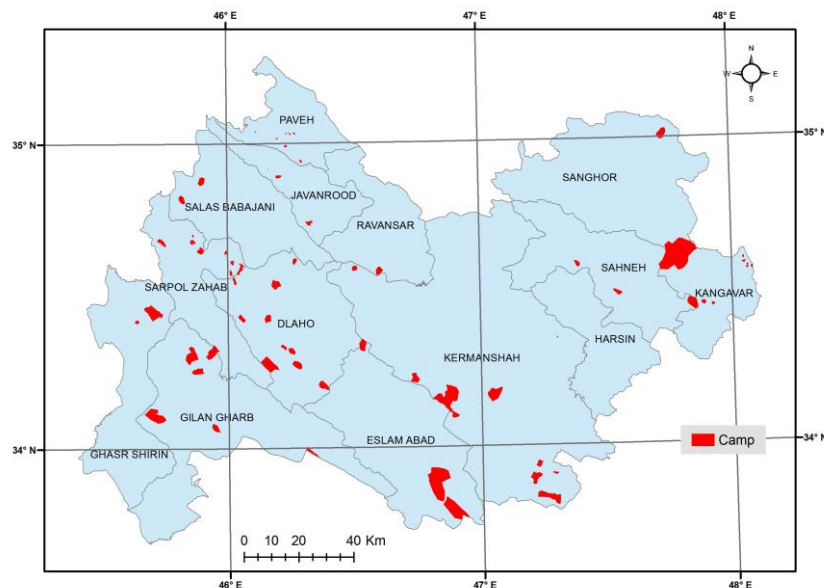 46° E
47° E
48° E
N
W
E
S
PAVEH
35° N
35° N
SANGHOR
JAVANROOD
SALAS BABAJANI
RAVANSAR
SAHNEH
SARPOL ZAHAB
KANGAVAR
DLAHO
HARSIN
KERMANSHAH
GILAN GHARB
ESLAM ABAD
Camp
34° N
GHASR SHIRIN
34° N
0 10 20 40 Km
46° E
47° E
48° E